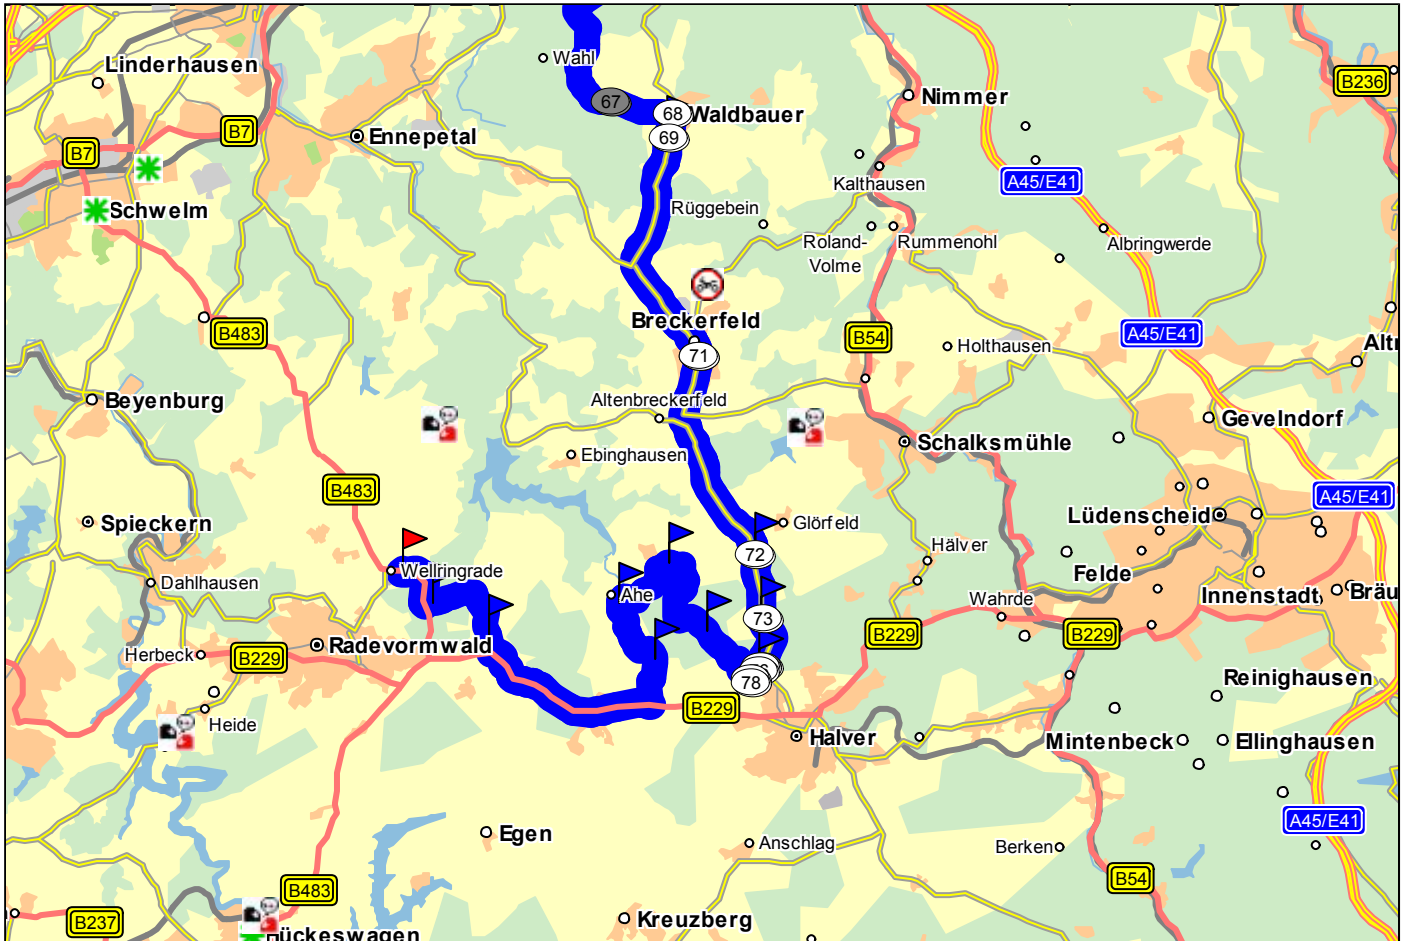 Wahl
Linderhausen
B236
67
Nimmer
68
Waldbauer
B7
Ennepetal
69
B7
Kalthausen
A45/E41
Schwelm
Rüggebein
Roland-
Volme
Rummenohl
Albringwerde
Breckerfeld
B483
B54
A45/E41
Holthausen
71
Beyenburg
Altenbreckerfeld
Gevelndorf
Schalksmühle
Ebinghausen
B483
A45/E41
Spieckern
Glörfeld
Lüdenscheid
72
Hälver
Wellringrade
Felde
Dahlhausen
Ahe
Wahrde
Innenstadt
73
B229
B229
Radevormwald
Herbeck
B229
78
Reinighausen
B229
Heide
Halver
Mintenbeck
Ellinghausen
A45/E41
Egen
Anschlag
Berken
B54
B483
B237
Kreuzberg
Hückeswagen